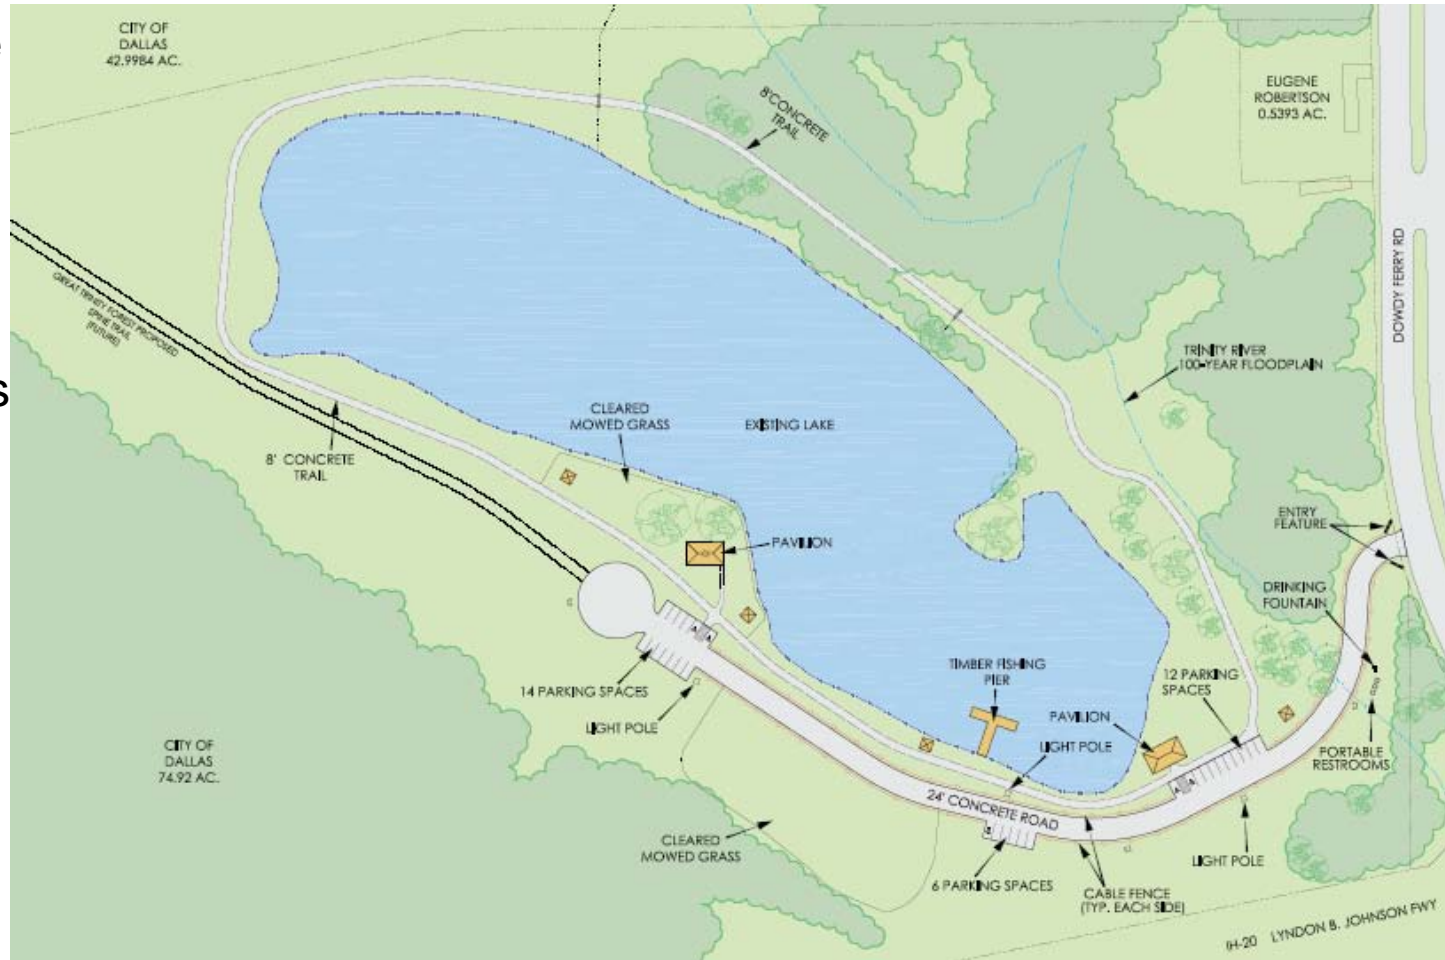 CITY OF
DALLAS
42.9984 AC.
EUGENE
ROBERTSON
0.5393 AC.
8' CONCRETE
TRAIL
DOWDY FERRY RD
GREAT TRINITY FOREST PROPOSED
SPINE TRAIL
(FUTURE)
TRINITY RIVER
100-YEAR FLOODPLAIN
s
CLEARED
MOWED GRASS
EXISTING LAKE
8' CONCRETE
TRAIL
ENTRY
FEATURE
PAVILION
DRINKING
FOUNTAIN
TIMBER FISHING
PIER
12 PARKING
SPACES
14 PARKING SPACES
PAVILION
LIGHT POLE
LIGHT POLE
CITY OF
DALLAS
74.92 AC.
PORTABLE
RESTROOMS
24' CONCRETE ROAD
CLEARED
MOWED GRASS
LIGHT POLE
6 PARKING SPACES
CABLE FENCE
(TYP. EACH SIDE)
IH-20 LYNDON B. JOHNSON FWY